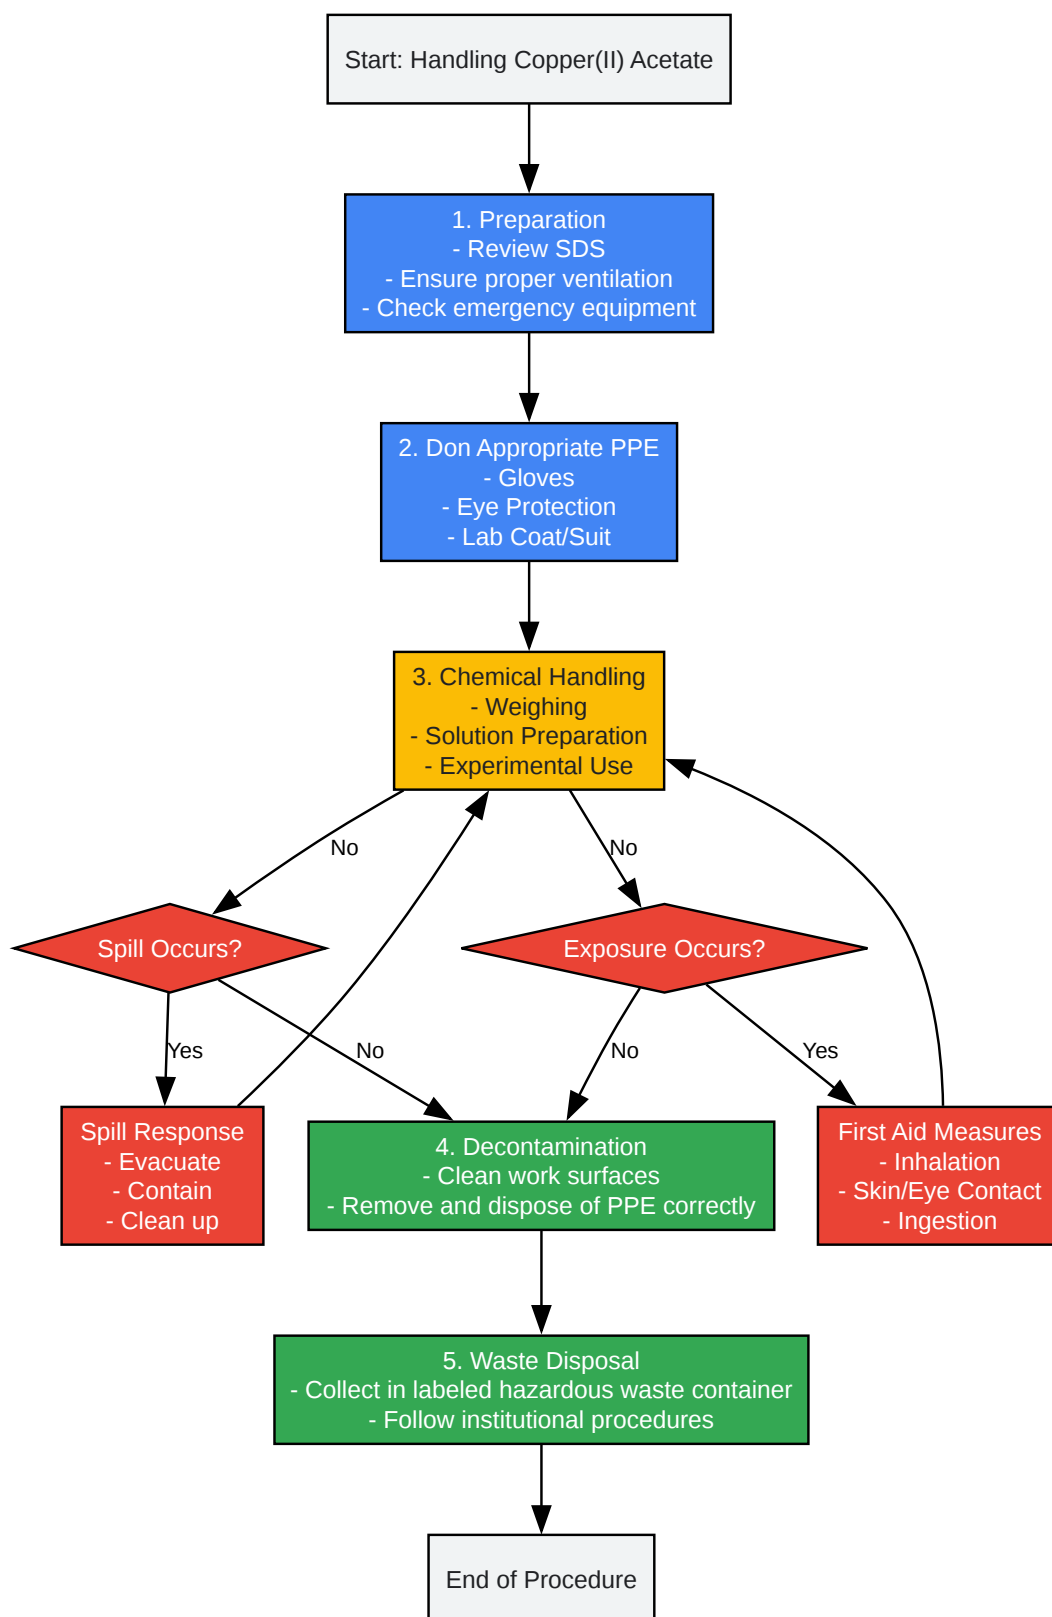 Start: Handling Copper(II) Acetate
1. Preparation
- Review SDS
- Ensure proper ventilation
- Check emergency equipment
2. Don Appropriate PPE
- Gloves
- Eye Protection
- Lab Coat/Suit
3. Chemical Handling
- Weighing
- Solution Preparation
- Experimental Use
No
No
Spill Occurs?
Exposure Occurs?
Yes
No
No
Yes
Spill Response
- Evacuate
- Contain
- Clean up
4. Decontamination
- Clean work surfaces
- Remove and dispose of PPE correctly
First Aid Measures
- Inhalation
- Skin/Eye Contact
- Ingestion
5. Waste Disposal
- Collect in labeled hazardous waste container
- Follow institutional procedures
End of Procedure